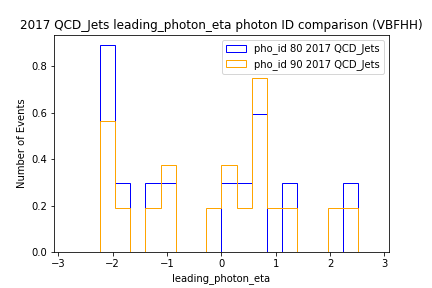 2017 QCD_Jets leading_photon_eta photon ID comparison (VBFHH)
pho_id 80 2017 QCD_Jets
pho_id 90 2017 QCD_Jets
Number of Events
0.8
0.6
0.4
0.2
0.0
−3 −2 −1 0 1 2 3
leading_photon_eta